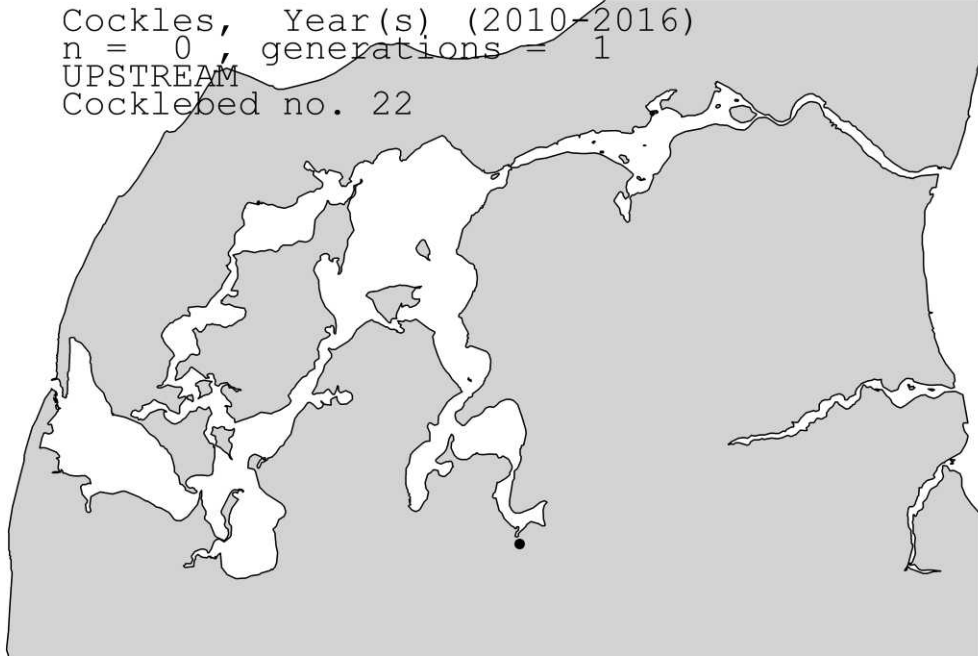 Cockles, Year(s) (2010-2016)
n = 0 , generations = 1
UPSTREAM
Cocklebed no. 22